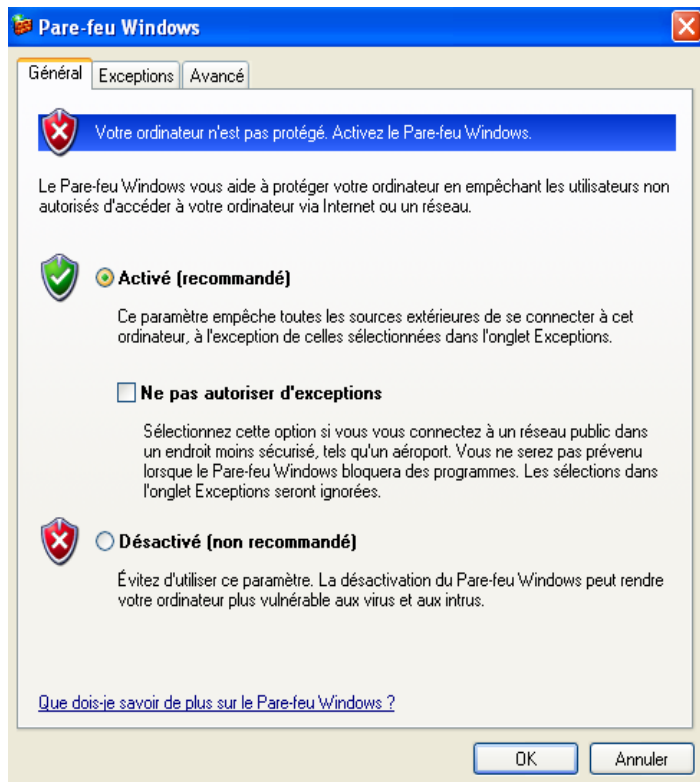 Pare-feu Windows
Général Exceptions Avancé
Votre ordinateur n'est pas protégé. Activez le Pare-feu Windows.
Le Pare-feu Windows vous aide à protéger votre ordinateur en empêchant les utilisateurs non
autorisés d'accéder à votre ordinateur via Internet ou un réseau.
Activé (recommandé)
Ce paramètre empêche toutes les sources extérieures de se connecter à cet
ordinateur, à l'exception de celles sélectionnées dans l'onglet Exceptions.
Ne pas autoriser d'exceptions
Sélectionnez cette option si vous vous connectez à un réseau public dans
un endroit moins sécurisé, tels qu'un aéroport. Vous ne serez pas prévenu
lorsque le Pare-feu Windows bloquera des programmes. Les sélections dans
l'onglet Exceptions seront ignorées.
Désactivé (non recommandé)
Évitez d'utiliser ce paramètre. La désactivation du Pare-feu Windows peut rendre
votre ordinateur plus vulnérable aux virus et aux intrus.
Que dois-je savoir de plus sur le Pare-feu Windows ?
OK Annuler